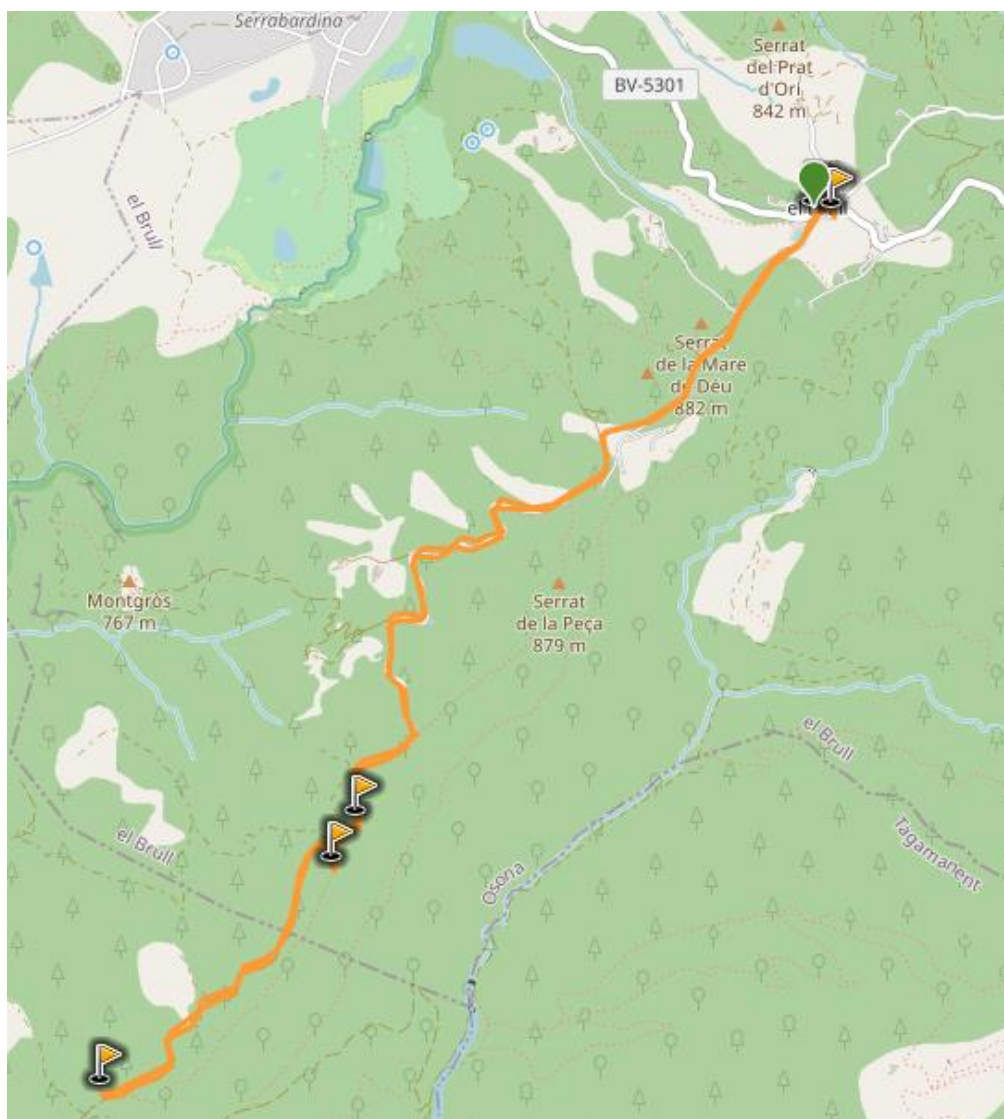 Serrabardina
Serrat
del Prat
d'Ori
842 m
BV-5301
el Brull
Serrat
de la Mare
de Déu
882 m
Montgròs
767 m
Serrat
de la Peça
879 m
el Brull
Tagamanent
el Brull
Osona